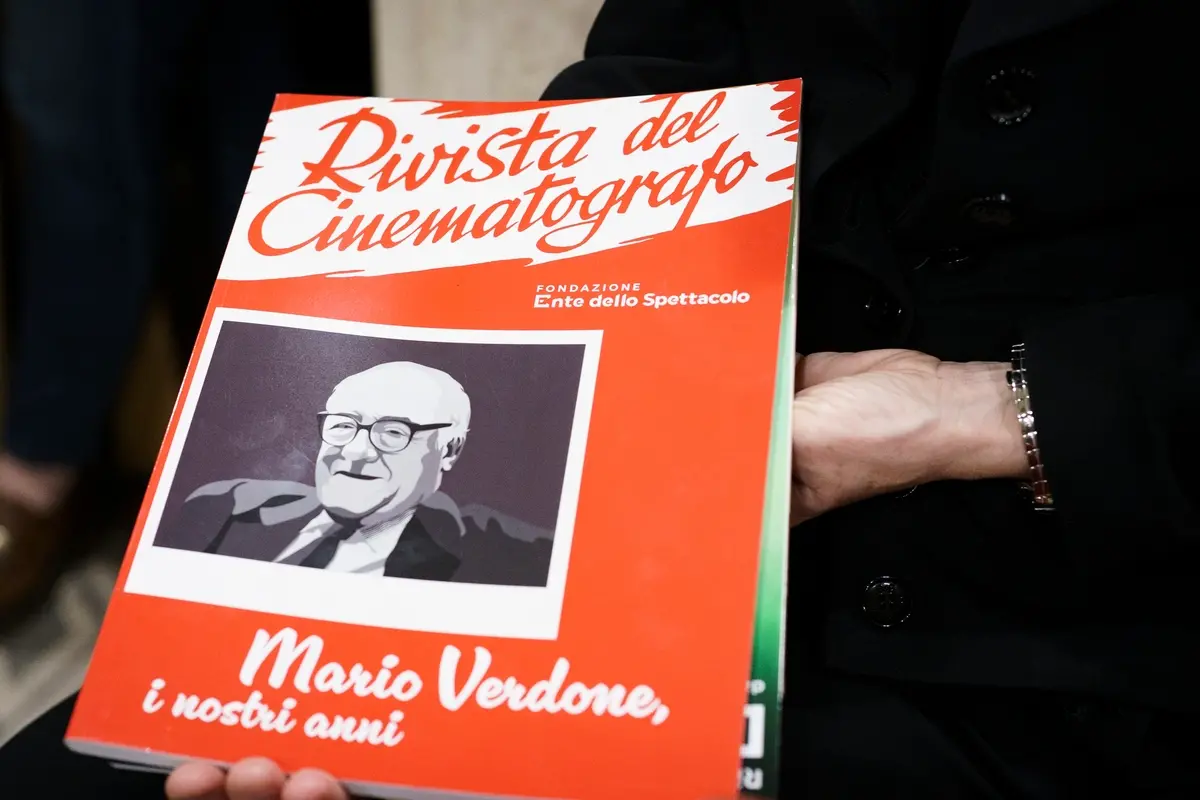 Rivista del
Cinematografo
FONDAZIONE
Ente dello Spettacolo
Mario Verdone,
i nostri anni